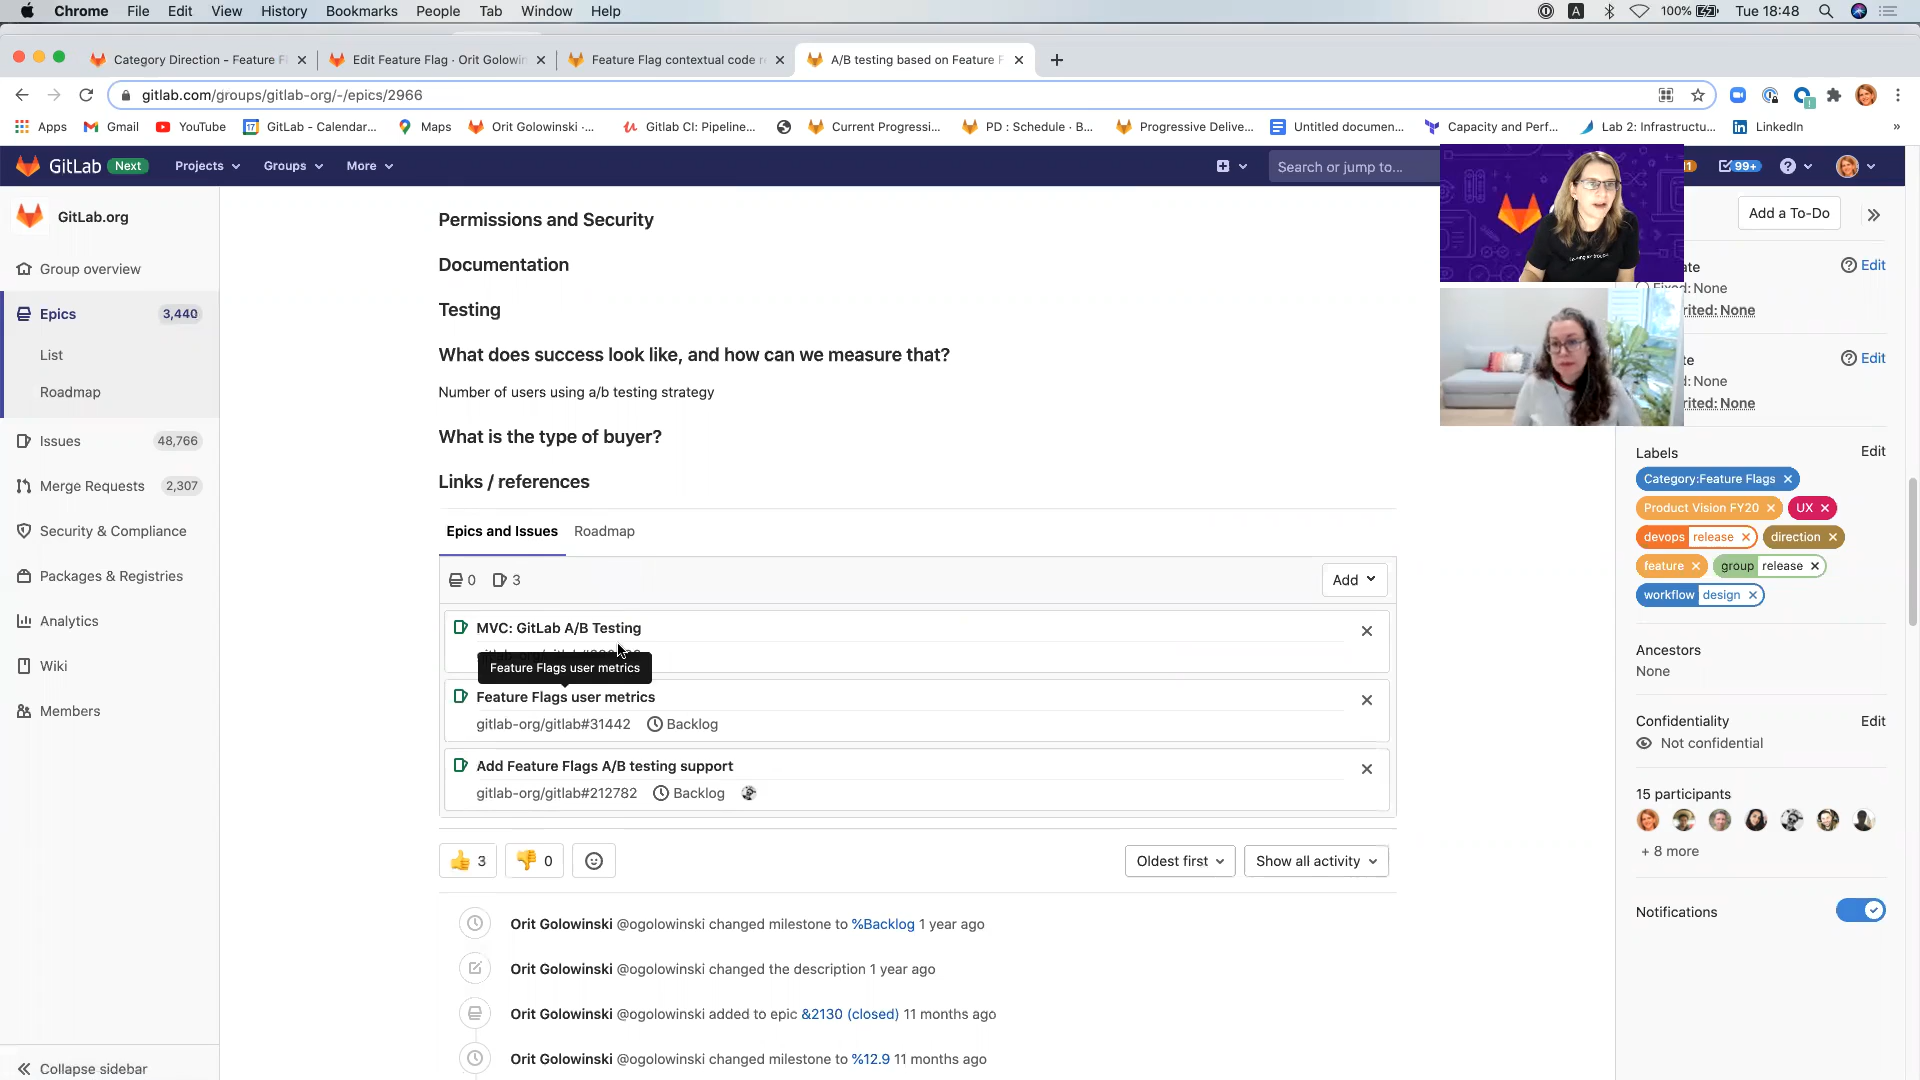 Chrome File Edit View History Bookmarks People Tab Window Help
A 100% Tue 18:48
Category Direction - Feature Fl
Edit Feature Flag · Orit Golowin
Feature Flag contextual code r
A/B testing based on Feature F
gitlab.com/groups/gitlab-org/-/epics/2966
Apps Gmail YouTube GitLab - Calendar... Maps Orit Golowinski ·... Gitlab CI: Pipeline... Current Progressi... PD : Schedule · B... Progressive Delive... Untitled documen... Capacity and Perf... Lab 2: Infrastructu... LinkedIn »
GitLab Next Projects Groups More Search or jump to... 99+
GitLab.org
Group overview
Epics 3,440
List
Roadmap
Issues 48,766
Merge Requests 2,307
Security & Compliance
Packages & Registries
Analytics
Wiki
Members
Collapse sidebar
Permissions and Security
Documentation
Testing
What does success look like, and how can we measure that?
Number of users using a/b testing strategy
What is the type of buyer?
Links / references
Epics and Issues Roadmap
0 3 Add
MVC: GitLab A/B Testing
Feature Flags user metrics
Feature Flags user metrics
gitlab-org/gitlab#31442 Backlog
Add Feature Flags A/B testing support
gitlab-org/gitlab#212782 Backlog
3 0 Oldest first Show all activity
Orit Golowinski @ogolowinski changed milestone to %Backlog 1 year ago
Orit Golowinski @ogolowinski changed the description 1 year ago
Orit Golowinski @ogolowinski added to epic &2130 (closed) 11 months ago
Orit Golowinski @ogolowinski changed milestone to %12.9 11 months ago
Add a To-Do
Edit
Fixed: None
rited: None
Edit
d: None
rited: None
Labels Edit
Category:Feature Flags
Product Vision FY20 UX
devops release direction
feature group release
workflow design
Ancestors
None
Confidentiality Edit
Not confidential
15 participants
+ 8 more
Notifications